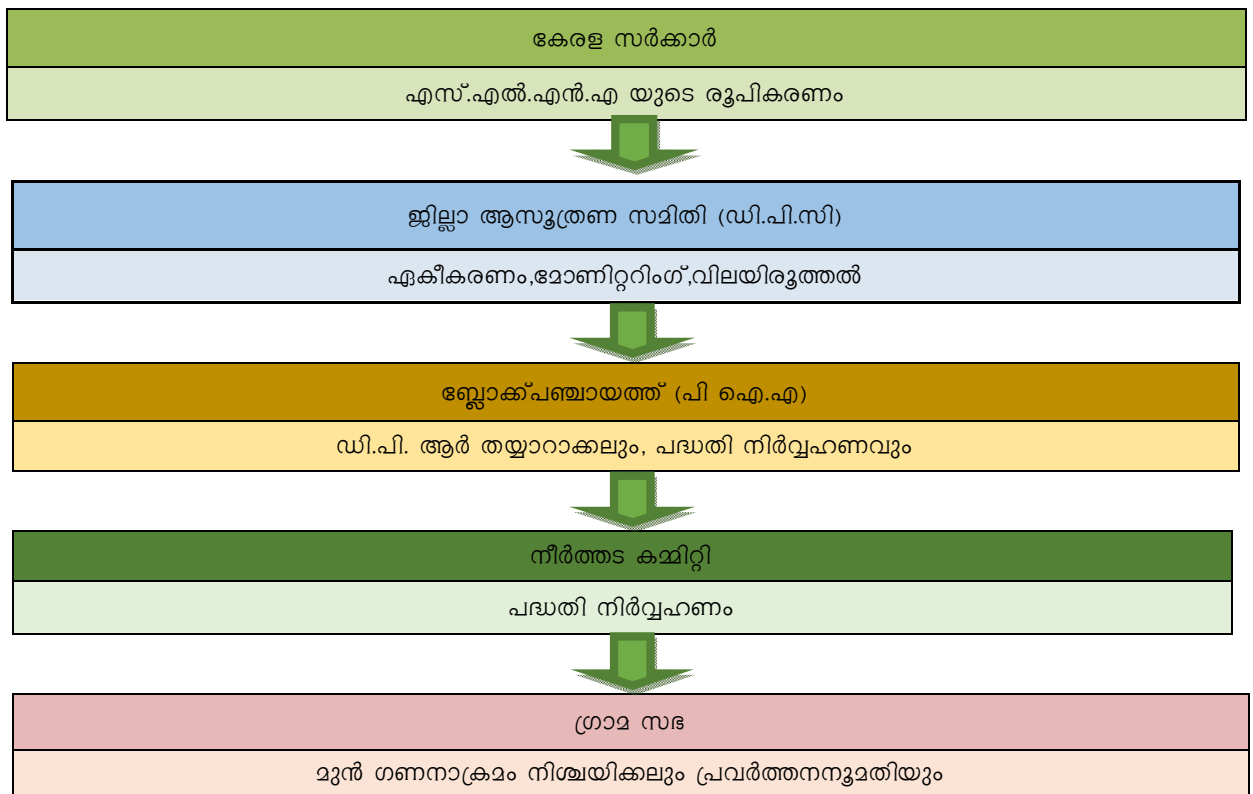 കേരള സർക്കാർ
എസ്.എൽ.എൻ.എ യുടെ രൂപികരണം
ജില്ലാ ആസൂത്രണ സമിതി (ഡി.പി.സി)
ഏകീകരണം,മോണിറ്ററിംഗ്,വിലയിരൂത്തൽ
ബ്ലോക്ക്പഞ്ചായത്ത് (പി ഐ.എ)
ഡി.പി. ആർ തയ്യാറാക്കലും, പദ്ധതി നിർവ്വഹണവും
നീർത്തട കമ്മിറ്റി
പദ്ധതി നിർവ്വഹണം
ഗ്രാമ സഭ
മുൻ ഗണനാക്രമം നിശ്ചയിക്കലും പ്രവർത്തനനൂമതിയും